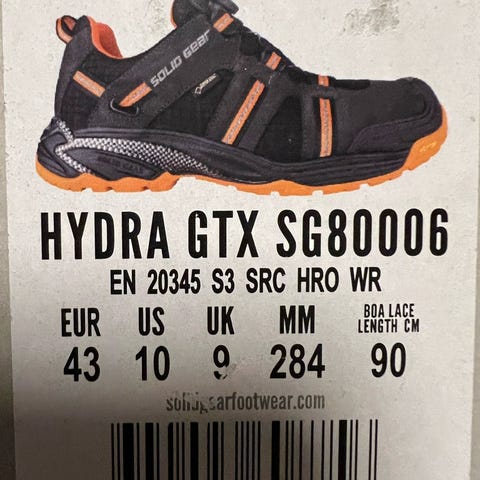 SOLID GEAR
HYDRA GTX SG80006
EN 20345 S3 SRC HRO WR
EUR US UK MM BOA LACE LENGTH CM
43 10 9 284 90
solidgearfootwear.com